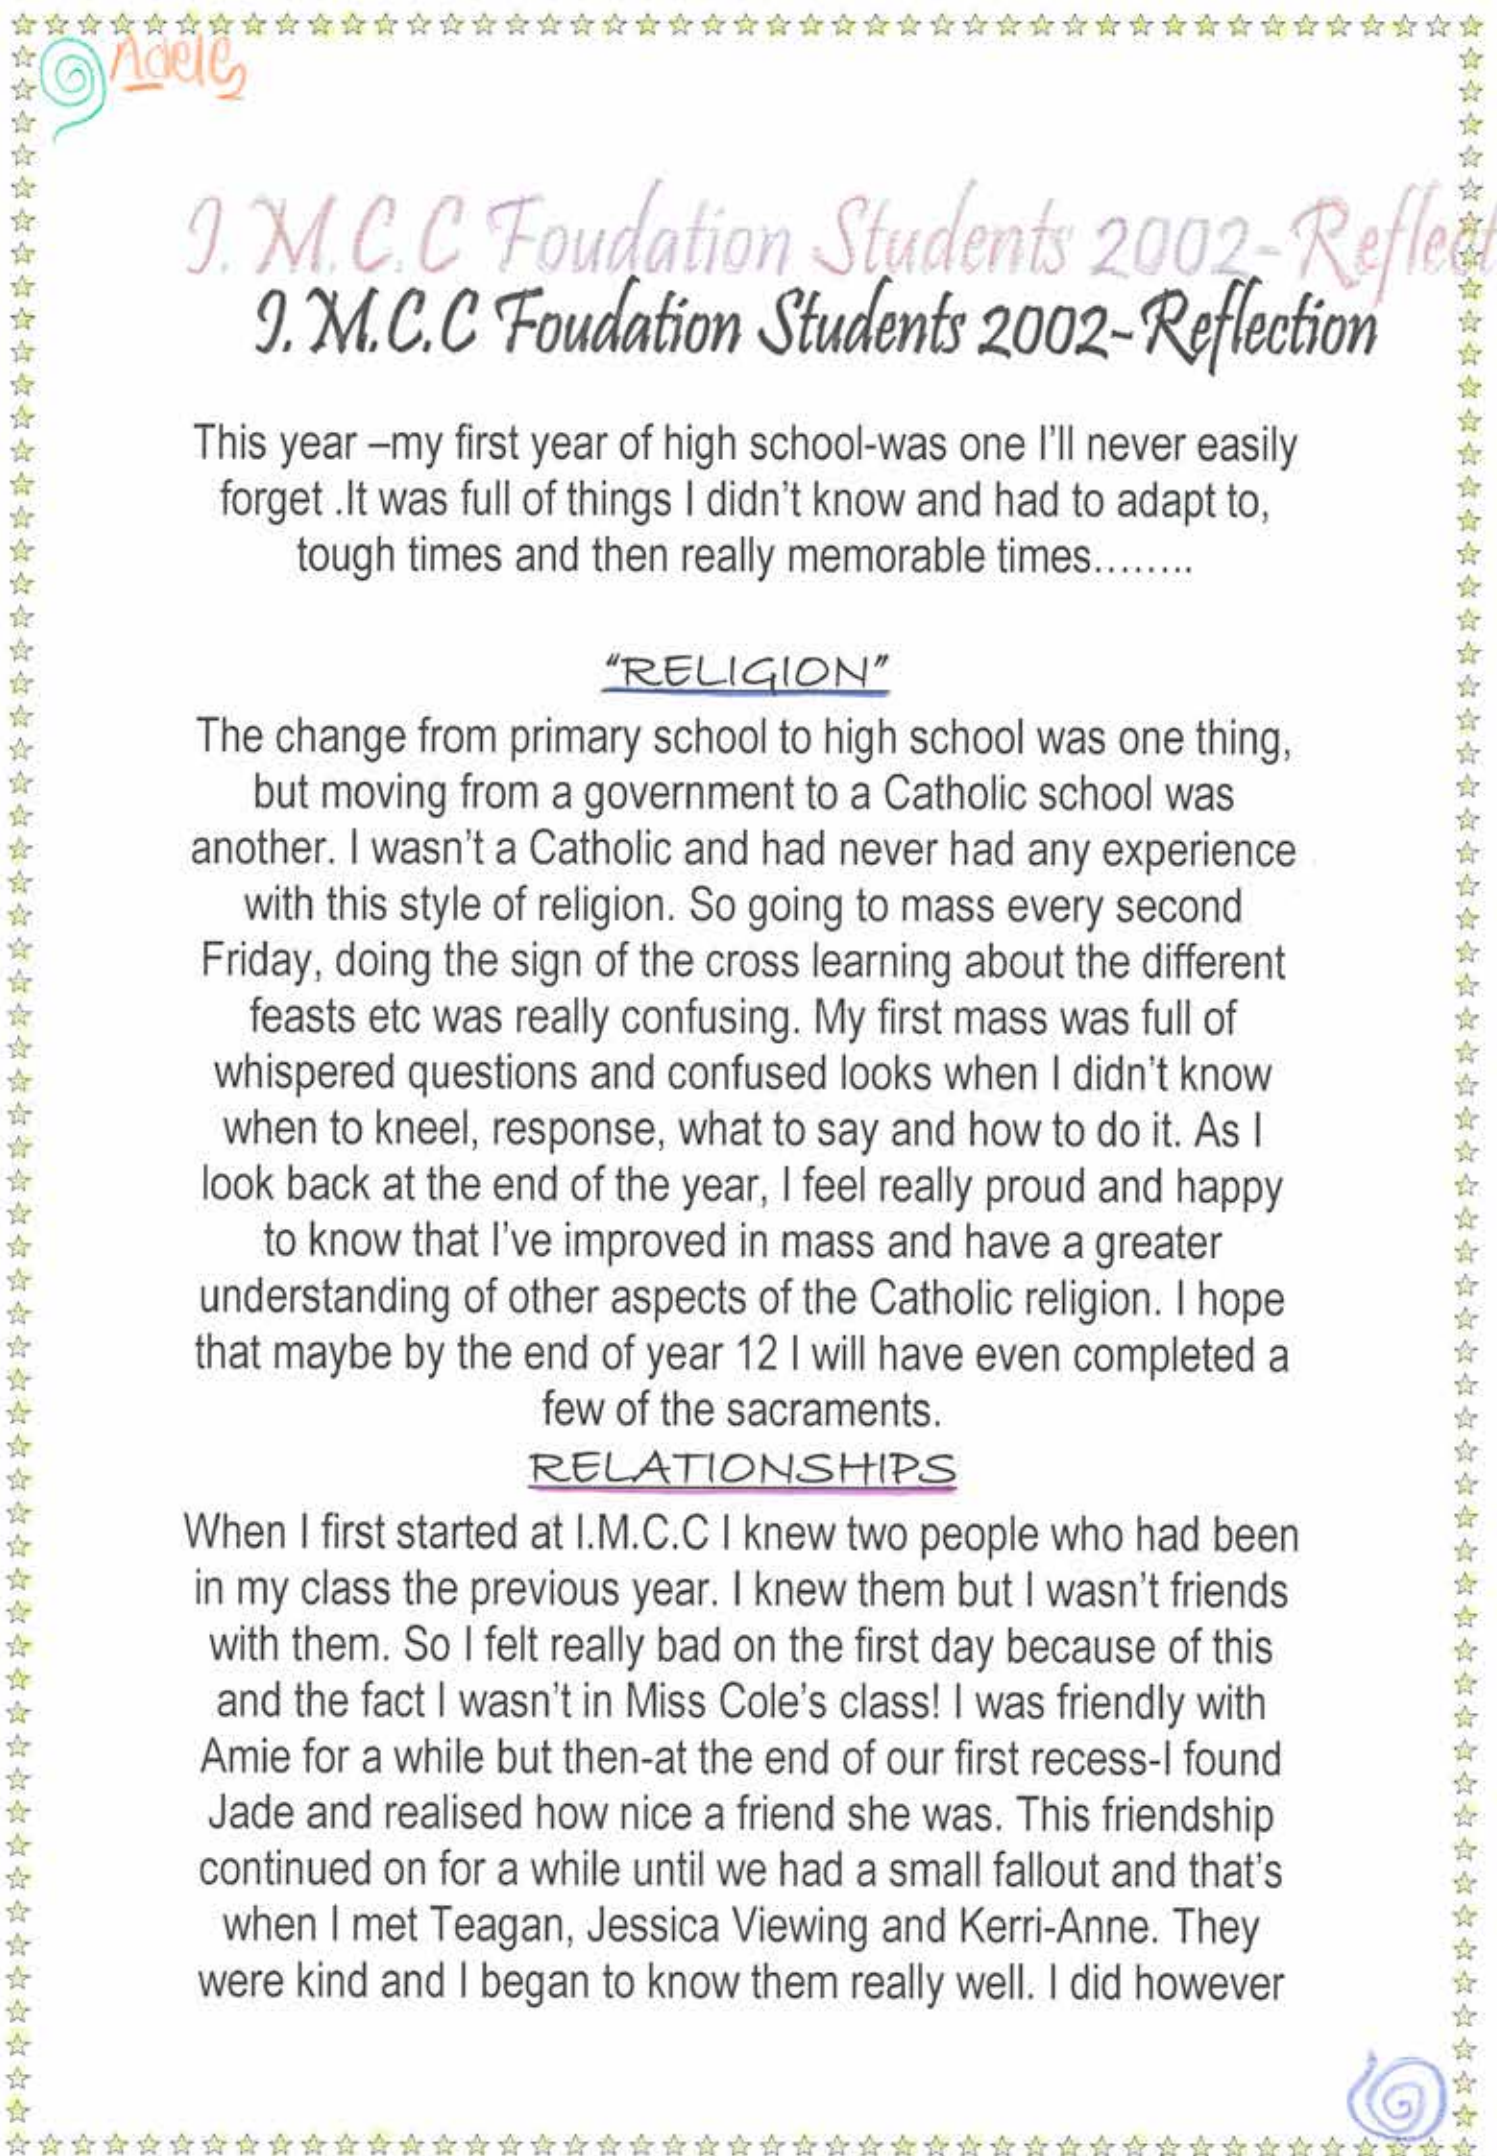 Adele
I.M.C.C Foudation Students 2002-Reflect
I.M.C.C Foudation Students 2002-Reflection
This year –my first year of high school-was one I'll never easily
forget .It was full of things I didn't know and had to adapt to,
tough times and then really memorable times........
"RELIGION"
The change from primary school to high school was one thing,
but moving from a government to a Catholic school was
another. I wasn't a Catholic and had never had any experience
with this style of religion. So going to mass every second
Friday, doing the sign of the cross learning about the different
feasts etc was really confusing. My first mass was full of
whispered questions and confused looks when I didn't know
when to kneel, response, what to say and how to do it. As I
look back at the end of the year, I feel really proud and happy
to know that I've improved in mass and have a greater
understanding of other aspects of the Catholic religion. I hope
that maybe by the end of year 12 I will have even completed a
few of the sacraments.
RELATIONSHIPS
When I first started at I.M.C.C I knew two people who had been
in my class the previous year. I knew them but I wasn't friends
with them. So I felt really bad on the first day because of this
and the fact I wasn't in Miss Cole's class! I was friendly with
Amie for a while but then-at the end of our first recess-I found
Jade and realised how nice a friend she was. This friendship
continued on for a while until we had a small fallout and that's
when I met Teagan, Jessica Viewing and Kerri-Anne. They
were kind and I began to know them really well. I did however